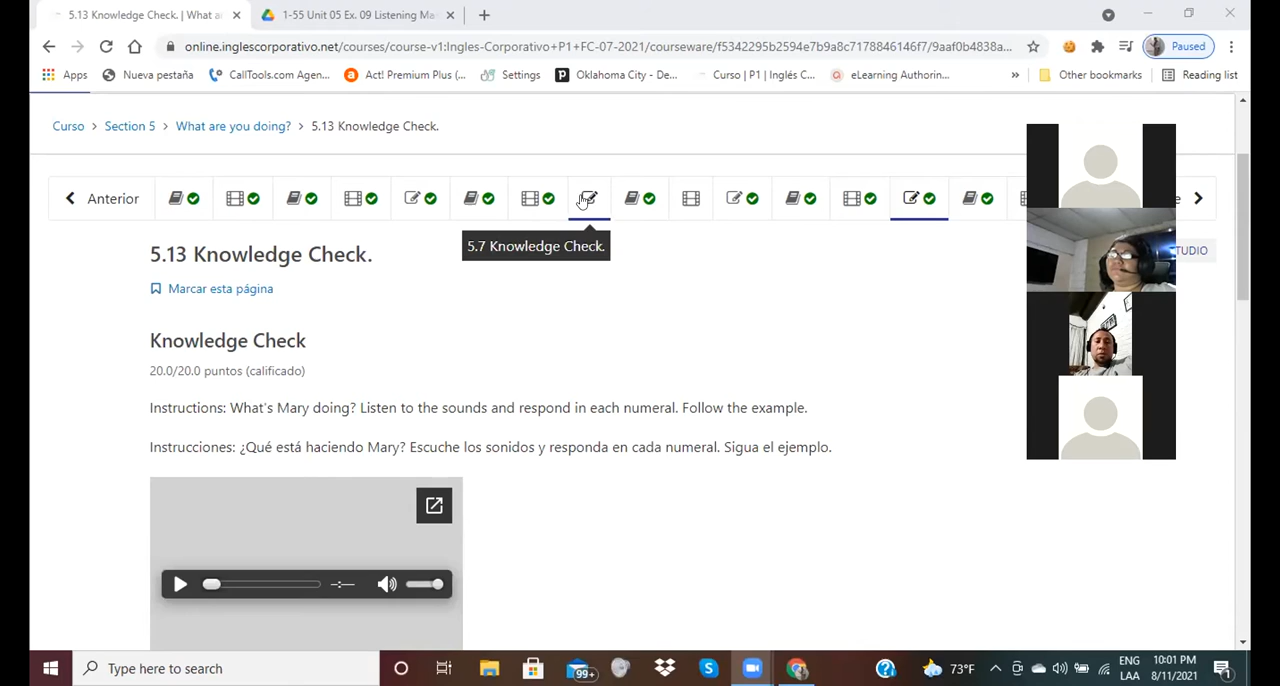 5.13 Knowledge Check. | What a
1-55 Unit 05 Ex. 09 Listening Ma
online.inglescorporativo.net/courses/course-v1:Ingles-Corporativo+P1+FC-07-2021/courseware/f5342295b2594e7b9a8c7178846146f7/9aaf0b4838a...
Paused
Apps
Nueva pestaña
CallTools.com Agen...
Act! Premium Plus (...
Settings
Oklahoma City - De...
Curso | P1 | Inglés C...
eLearning Authorin...
»
Other bookmarks
Reading list
Curso > Section 5 > What are you doing? > 5.13 Knowledge Check.
Anterior
e
5.7 Knowledge Check.
TUDIO
5.13 Knowledge Check.
Marcar esta página
Knowledge Check
20.0/20.0 puntos (calificado)
Instructions: What's Mary doing? Listen to the sounds and respond in each numeral. Follow the example.
Instrucciones: ¿Qué está haciendo Mary? Escuche los sonidos y responda en cada numeral. Siga el ejemplo.
-:--
Type here to search
99+
73°F
ENG
LAA
10:01 PM
8/11/2021
1